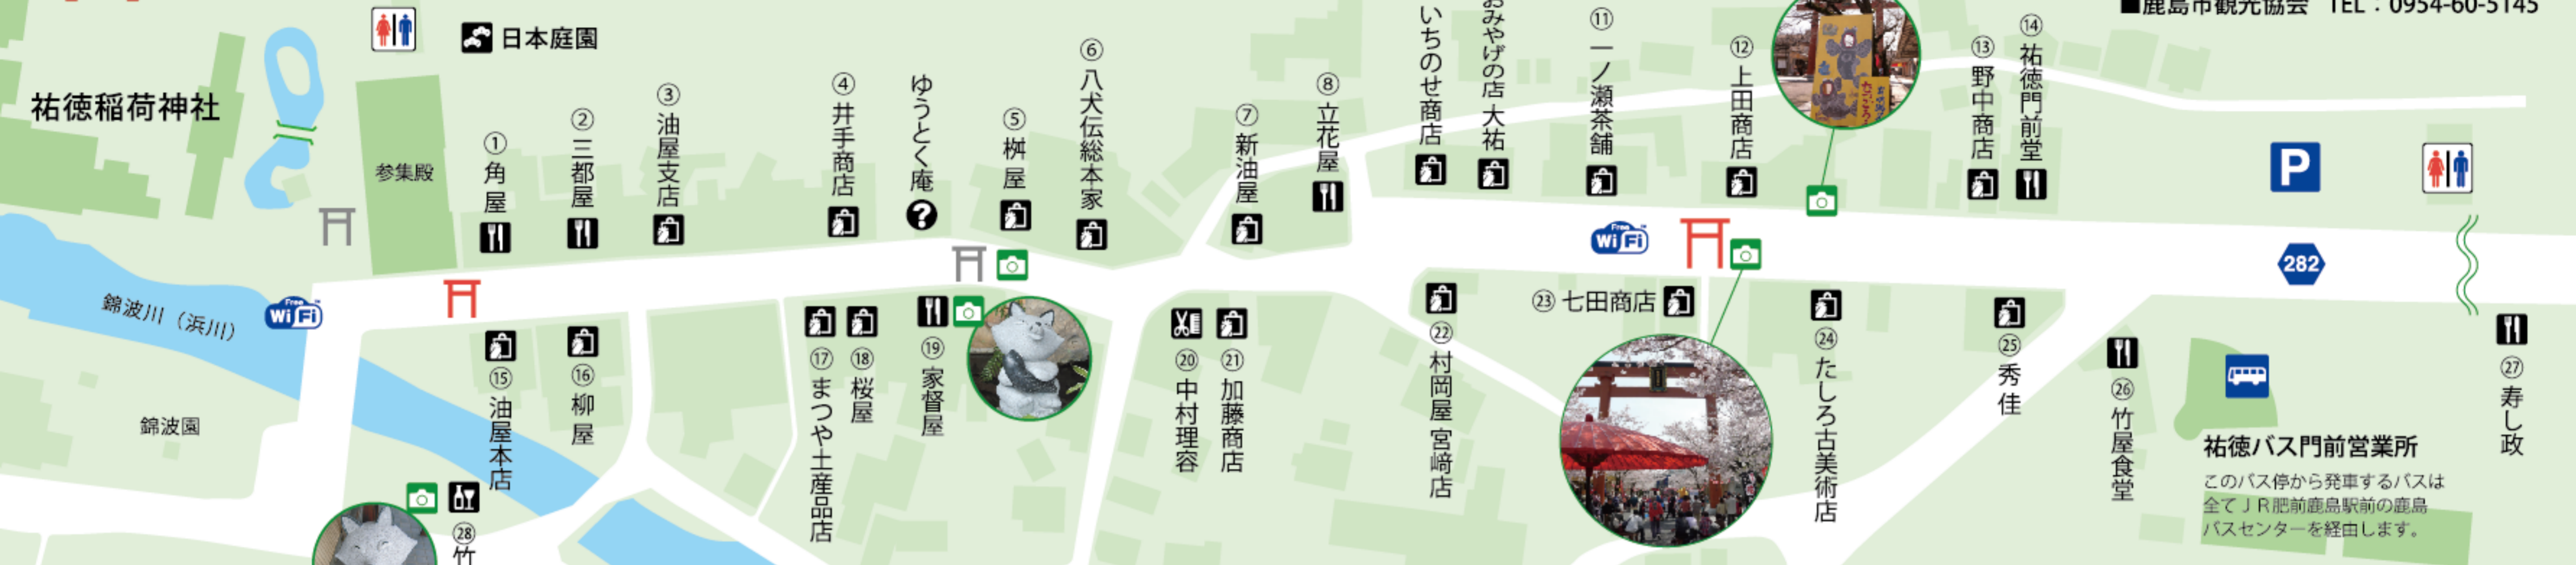 ■鹿島市観光協会 TEL：0954-60-5145
日本庭園
祐徳稲荷神社
参集殿
①角屋
②三都屋
③油屋支店
④井手商店
ゆうとく庵
?
⑤桝屋
⑥八犬伝総本家
⑦新油屋
⑧立花屋
いちのせ商店
おみやげの店 大祐
⑪一ノ瀬茶舗
⑫上田商店
⑬野中商店
⑭祐徳門前堂
P
Free
Wi Fi
282
錦波川（浜川）
Free
Wi Fi
錦波園
⑮油屋本店
⑯柳屋
⑰まつや土産品店
⑱桜屋
⑲家督屋
⑳中村理容
㉑加藤商店
㉒村岡屋 宮﨑店
㉓七田商店
㉔たしろ古美術店
㉕秀佳
㉖竹屋食堂
㉗寿し政
㉘竹
祐徳バス門前営業所
このバス停から発車するバスは
全てＪＲ肥前鹿島駅前の鹿島
バスセンターを経由します。